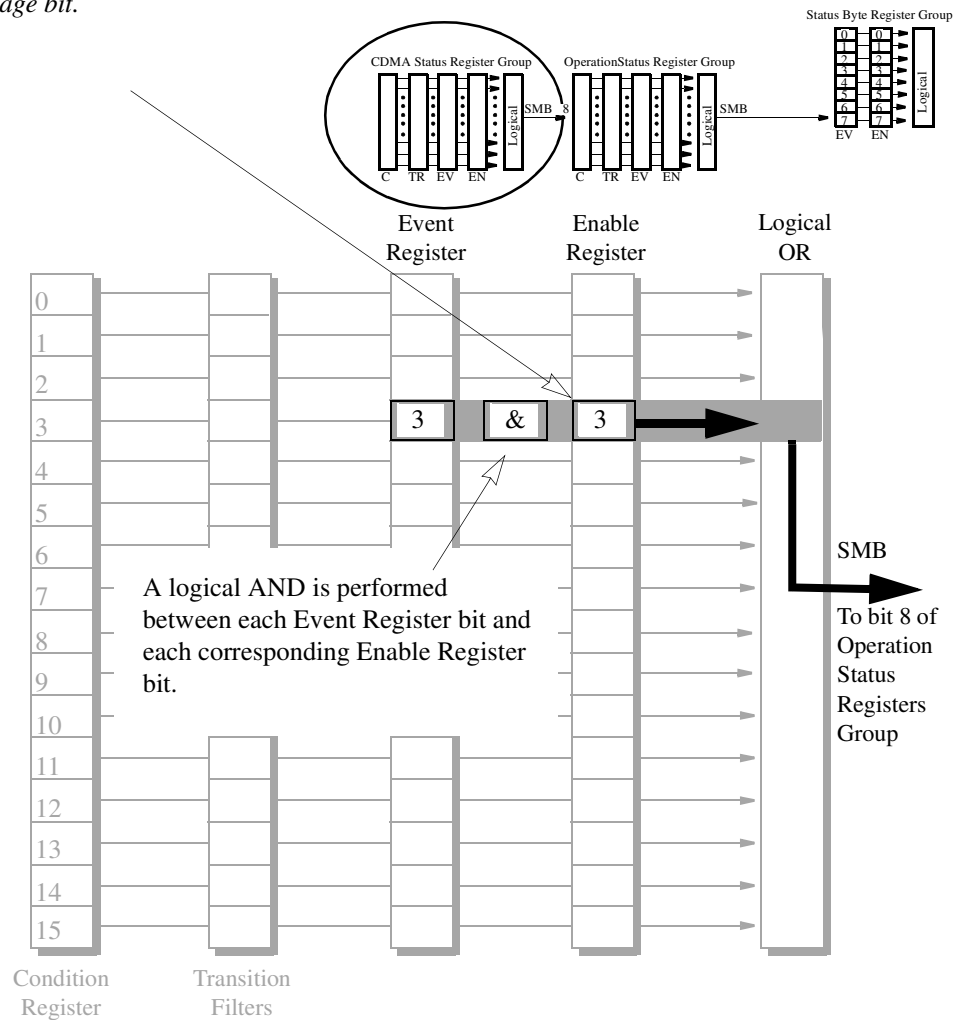 age bit.
Status Byte Register Group
0 0
1 1
2 2
3 3
4 4
5 5
6 6
7 7
EV EN
Logical
CDMA Status Register Group
OperationStatus Register Group
Logical
SMB 8
Logical
SMB
C TR EV EN
C TR EV EN
Event
Register
Enable
Register
Logical
OR
0
1
2
3
3 & 3
4
5
6
7
8
9
10
11
12
13
14
15
A logical AND is performed
between each Event Register bit and
each corresponding Enable Register
bit.
SMB
To bit 8 of
Operation
Status
Registers
Group
Condition
Register
Transition
Filters